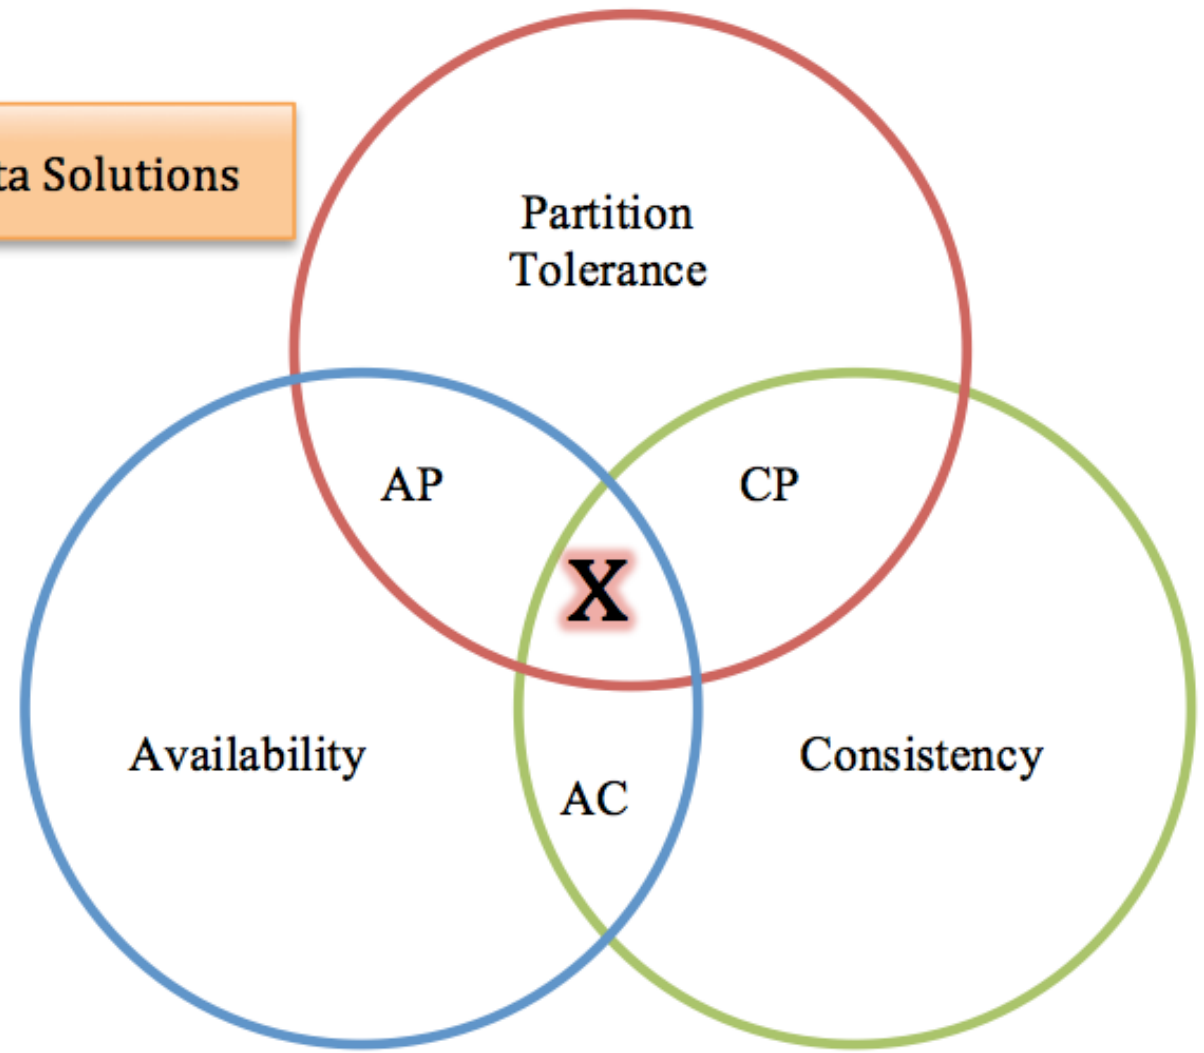 ta Solutions
Partition
Tolerance
AP
CP
X
Availability
Consistency
AC